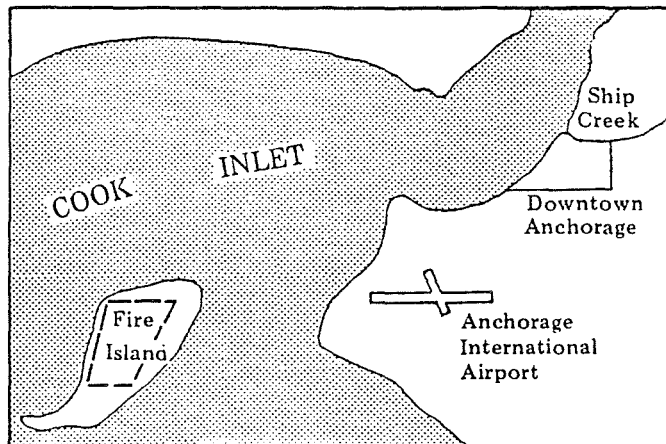 Ship
Creek
COOK INLET
Downtown
Anchorage
Fire
Island
Anchorage
International
Airport